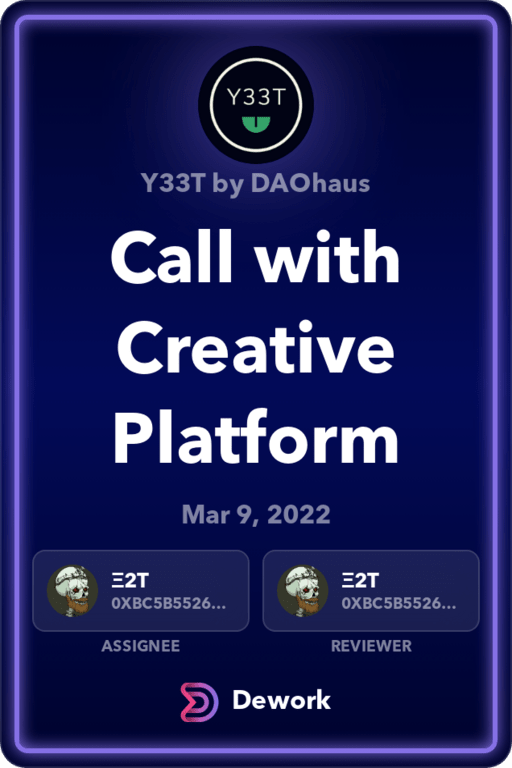 Y33T
Y33T by DAOhaus
Call with
Creative
Platform
Mar 9, 2022
Ξ2T
0XBC5B5526...
Ξ2T
0XBC5B5526...
ASSIGNEE
REVIEWER
Dework